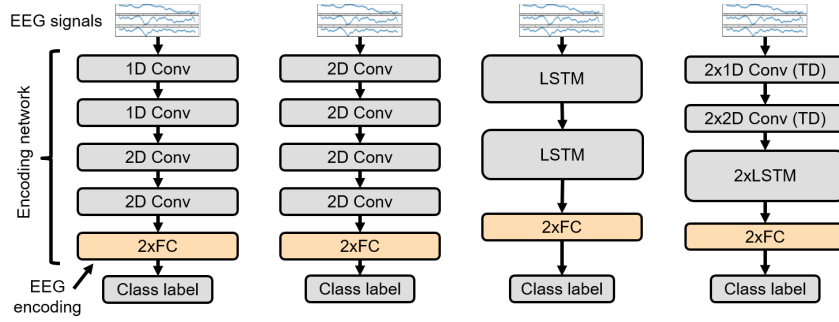 EEG signals
Encoding network
1D Conv
1D Conv
2D Conv
2D Conv
2xFC
Class label
EEG
encoding
2D Conv
2D Conv
2D Conv
2D Conv
2xFC
Class label
LSTM
LSTM
2xFC
Class label
2x1D Conv (TD)
2x2D Conv (TD)
2xLSTM
2xFC
Class label